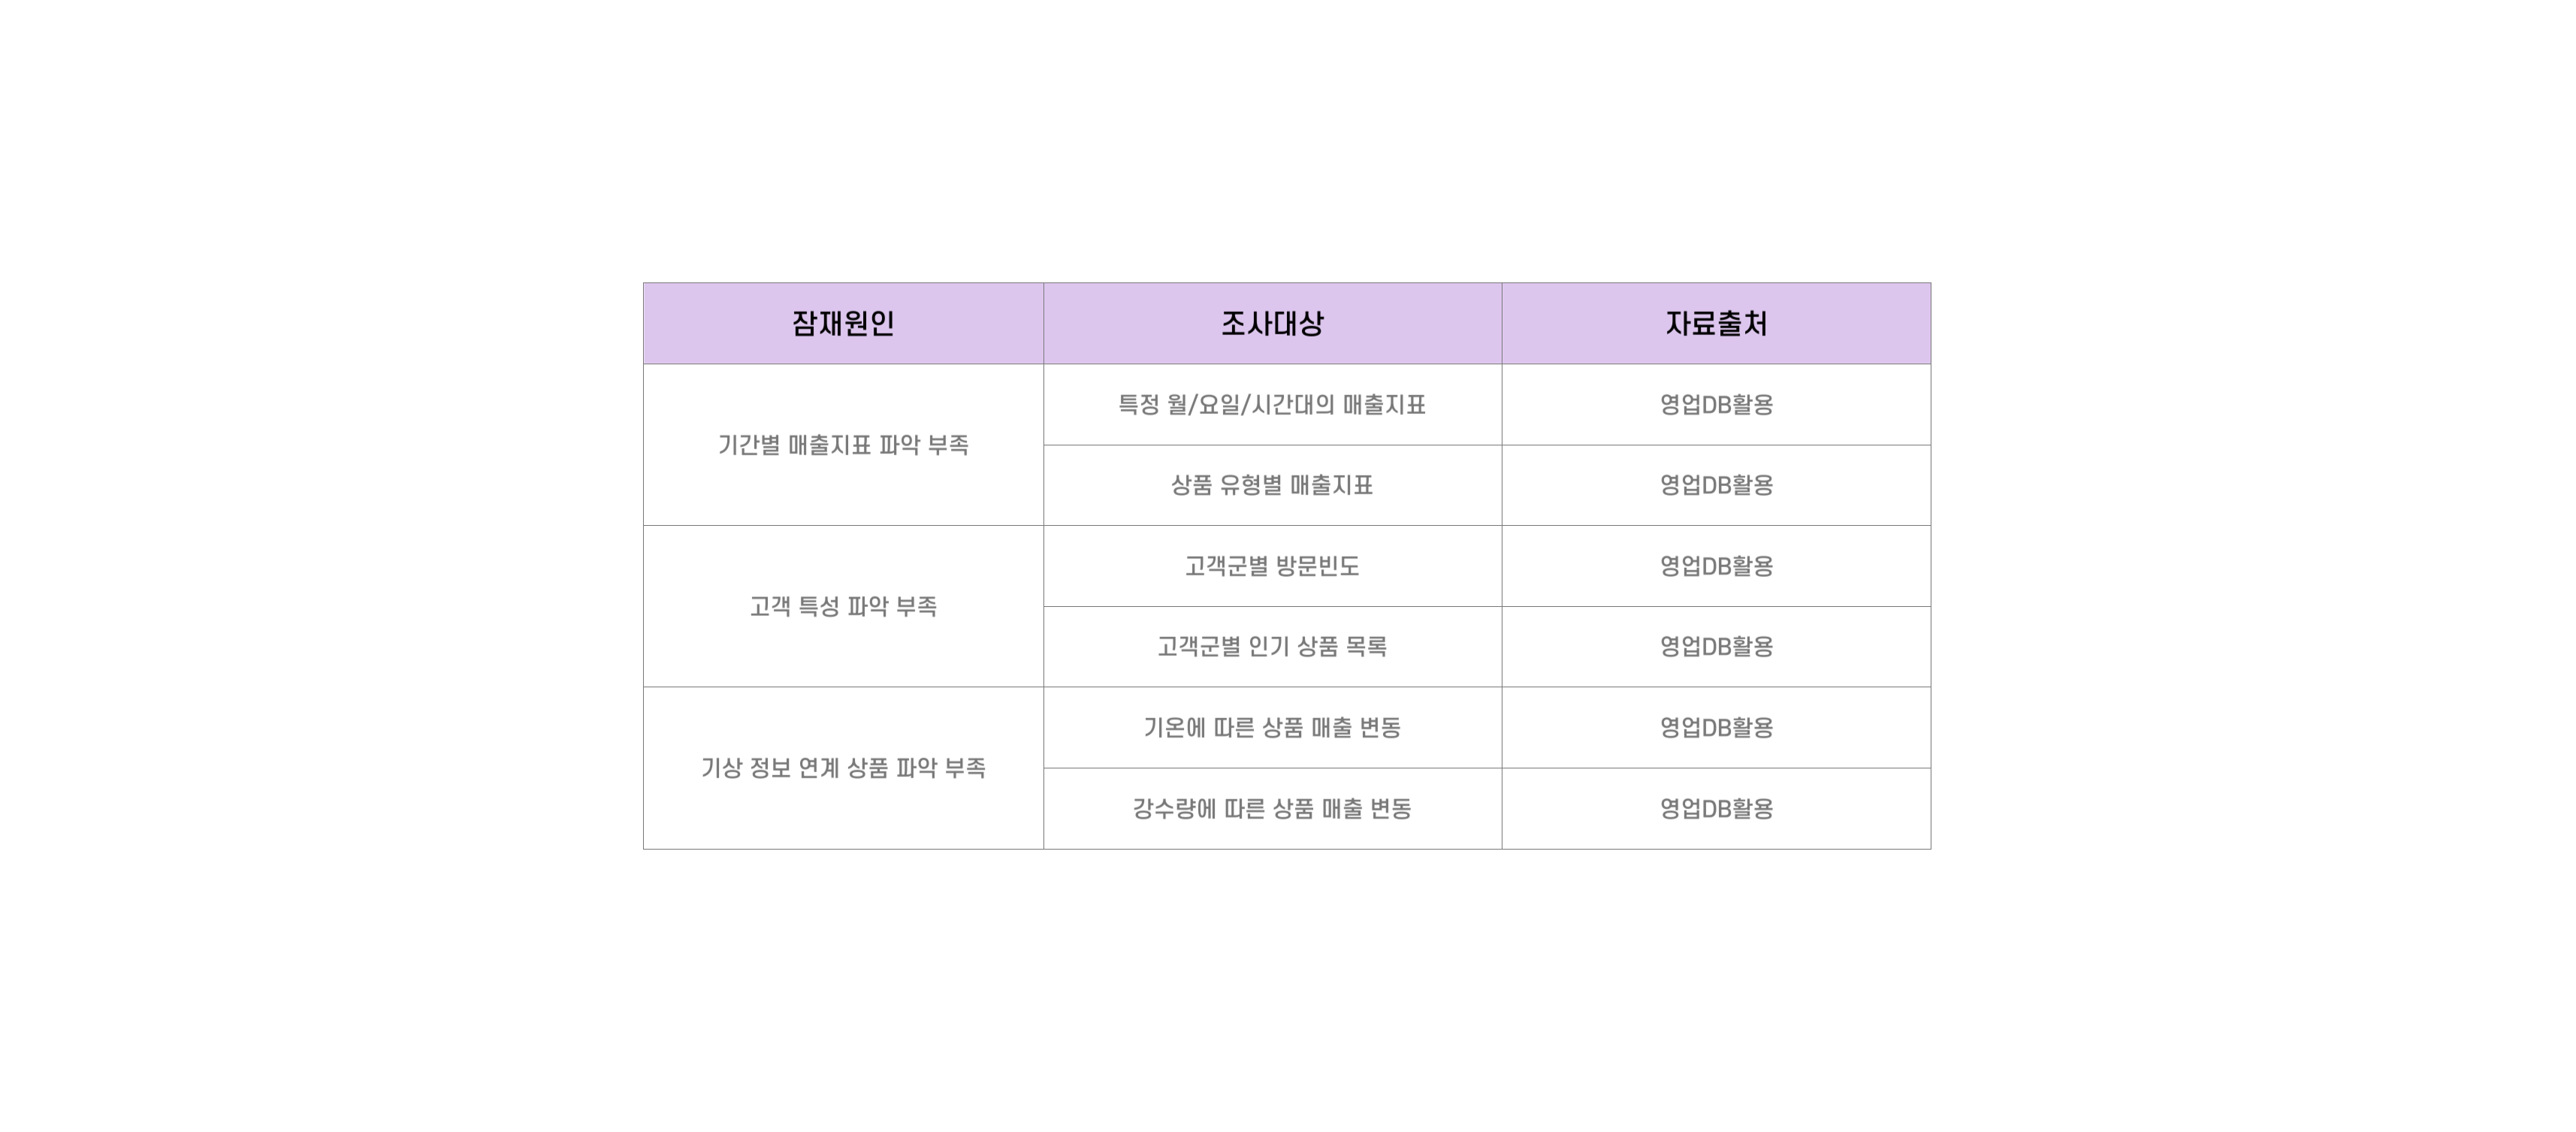 잠재원인 조사대상 자료출처
기간별 매출지표 파악 부족
특정 월/요일/시간대의 매출지표 영업DB활용
상품 유형별 매출지표 영업DB활용
고객 특성 파악 부족
고객군별 방문빈도 영업DB활용
고객군별 인기 상품 목록 영업DB활용
기상 정보 연계 상품 파악 부족
기온에 따른 상품 매출 변동 영업DB활용
강수량에 따른 상품 매출 변동 영업DB활용